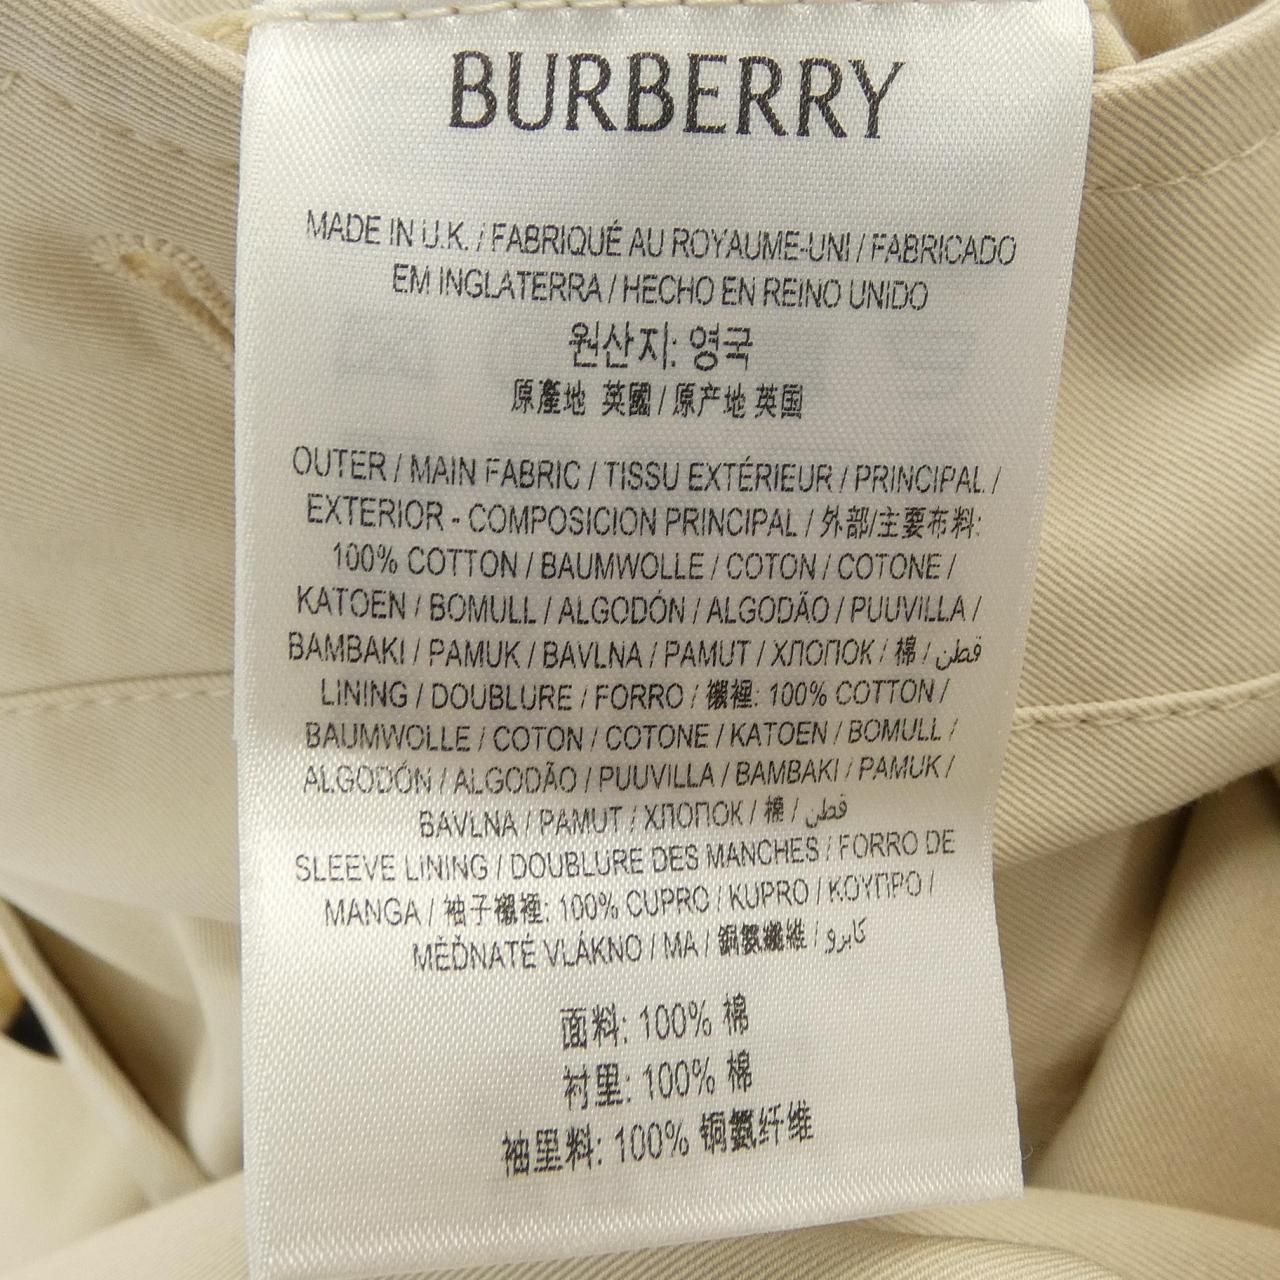 BURBERRY
MADE IN U.K. / FABRIQUÉ AU ROYAUME-UNI / FABRICADO
EM INGLATERRA / HECHO EN REINO UNIDO
원산지: 영국
原產地 英國 / 原产地 英国
OUTER / MAIN FABRIC / TISSU EXTÉRIEUR / PRINCIPAL /
EXTERIOR - COMPOSICION PRINCIPAL / 外部/主要布料:
100% COTTON / BAUMWOLLE / COTON / COTONE /
KATOEN / BOMULL / ALGODÓN / ALGODÃO / PUUVILLA /
BAMBAKI / PAMUK / BAVLNA / PAMUT / ХЛОПОК / 棉 / قطن
LINING / DOUBLURE / FORRO / 襯裡: 100% COTTON /
BAUMWOLLE / COTON / COTONE / KATOEN / BOMULL /
ALGODÓN / ALGODÃO / PUUVILLA / BAMBAKI / PAMUK /
BAVLNA / PAMUT / ХЛОПОК / 棉 / قطن
SLEEVE LINING / DOUBLURE DES MANCHES / FORRO DE
MANGA / 袖子襯裡: 100% CUPRO / KUPRO / ΚΟΥΠΡΟ /
MĚĎNATÉ VLÁKNO / MA / 銅氨纖維 / كابرو
面料: 100% 棉
衬里: 100% 棉
袖里料: 100% 铜氨纤维